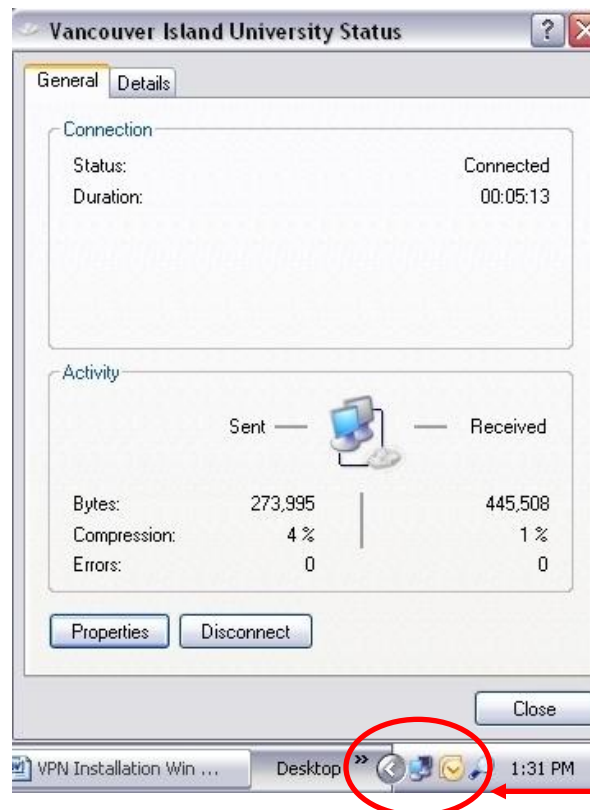 Vancouver Island University Status
General Details
Connection
Status: Connected
Duration: 00:05:13
Activity
Sent Received
Bytes: 273,995 445,508
Compression: 4 % 1 %
Errors: 0 0
Properties Disconnect
Close
VPN Installation Win ... Desktop » 1:31 PM